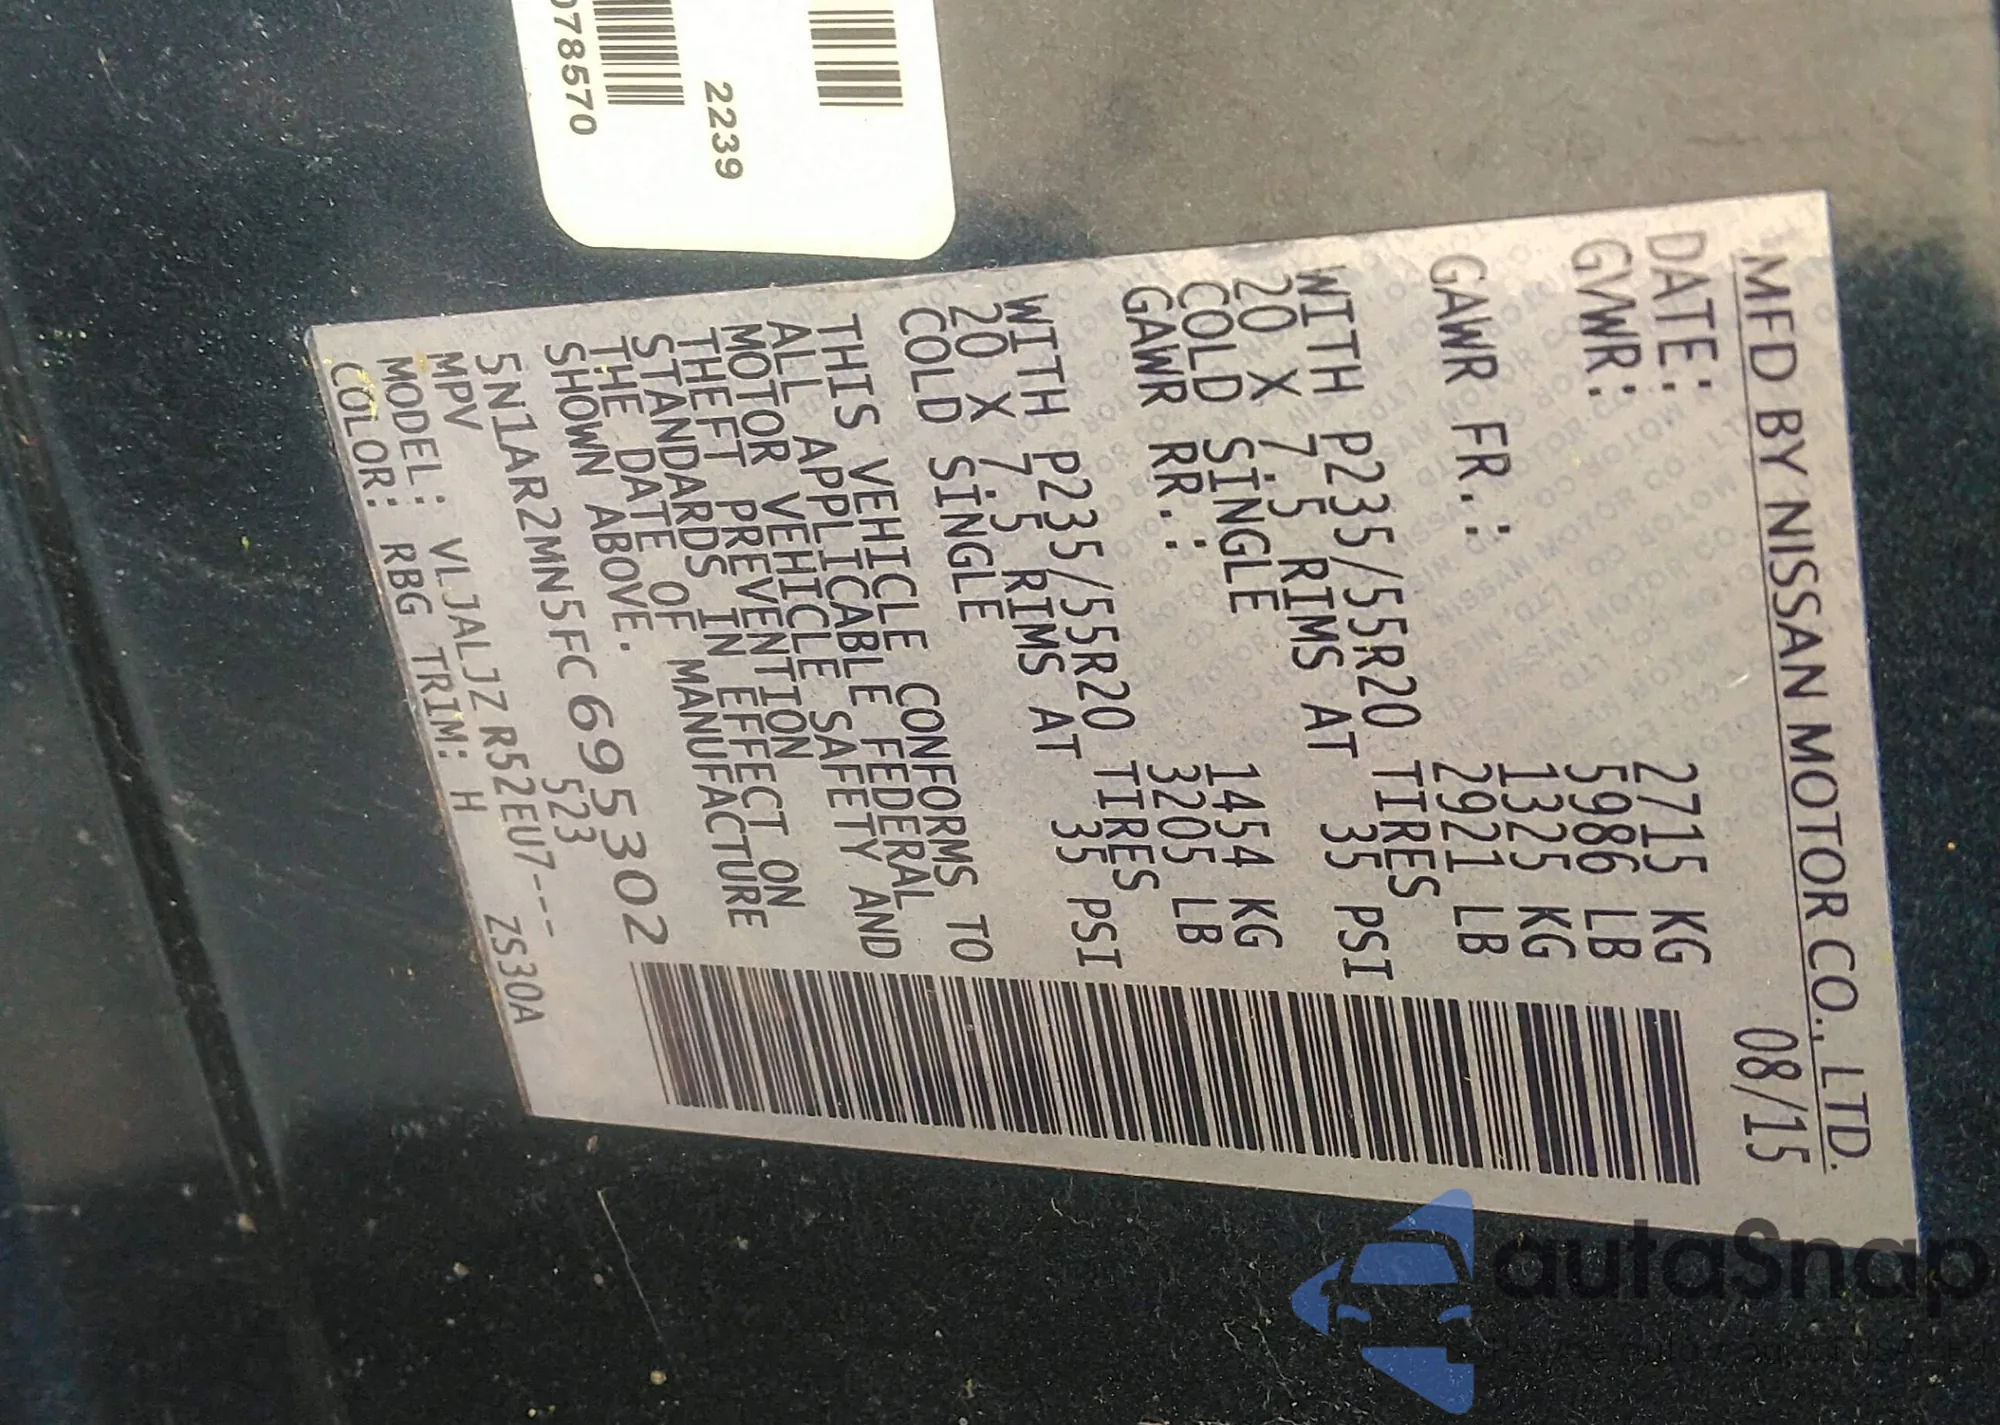 078570
2239
MFD BY NISSAN MOTOR CO., LTD.
DATE: 08/15
GVWR: 2715 KG
5986 LB
GAWR FR.: 1325 KG
2921 LB
WITH P235/55R20 TIRES
20 X 7.5 RIMS AT 35 PSI
COLD SINGLE
GAWR RR.: 1454 KG
3205 LB
WITH P235/55R20 TIRES
20 X 7.5 RIMS AT 35 PSI
COLD SINGLE
THIS VEHICLE CONFORMS TO
ALL APPLICABLE FEDERAL
MOTOR VEHICLE SAFETY AND
THEFT PREVENTION
STANDARDS IN EFFECT ON
THE DATE OF MANUFACTURE
SHOWN ABOVE.
5N1AR2MN5FC695302
MPV 523
MODEL: VLJALJZ R52EU7---
COLOR: RBG TRIM: H ZS30A
autaSnap